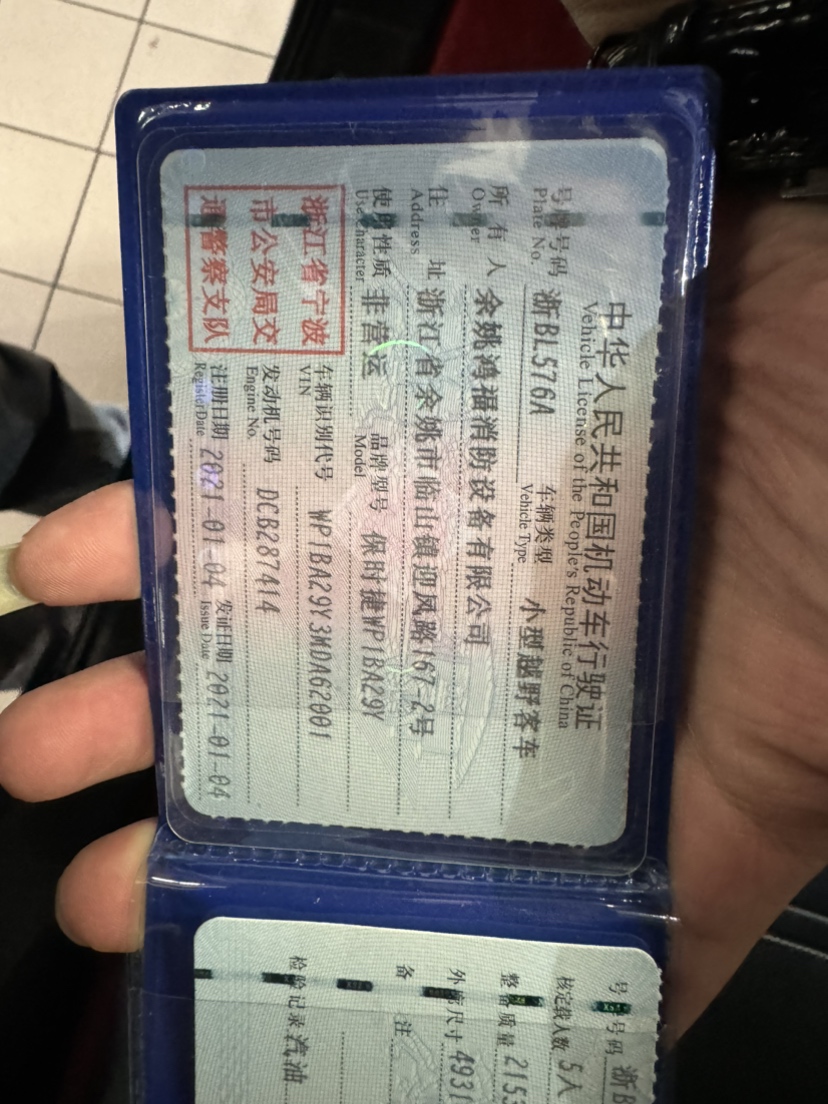 中华人民共和国机动车行驶证
Vehicle License of the People's Republic of China
号牌号码 浙BL576A 车辆类型 小型越野客车
Plate No. Vehicle Type
所有人 余姚鸿福消防设备有限公司
Owner
住址 浙江省余姚市临山镇迎凤路167-2号
Address
使用性质 非营运 品牌型号 保时捷WP1BA29Y
Use Character Model
浙江省宁波
市公安局交
通警察支队
车辆识别代号 WP1BA29Y3MDA62001
VIN
发动机号码 DCB287414
Engine No.
注册日期 2021-01-04 发证日期 2021-01-04
Register Date Issue Date
号牌号码 浙B
核定载人数 5人
整备质量 2153
外廓尺寸 4931
备注
检验记录 汽油